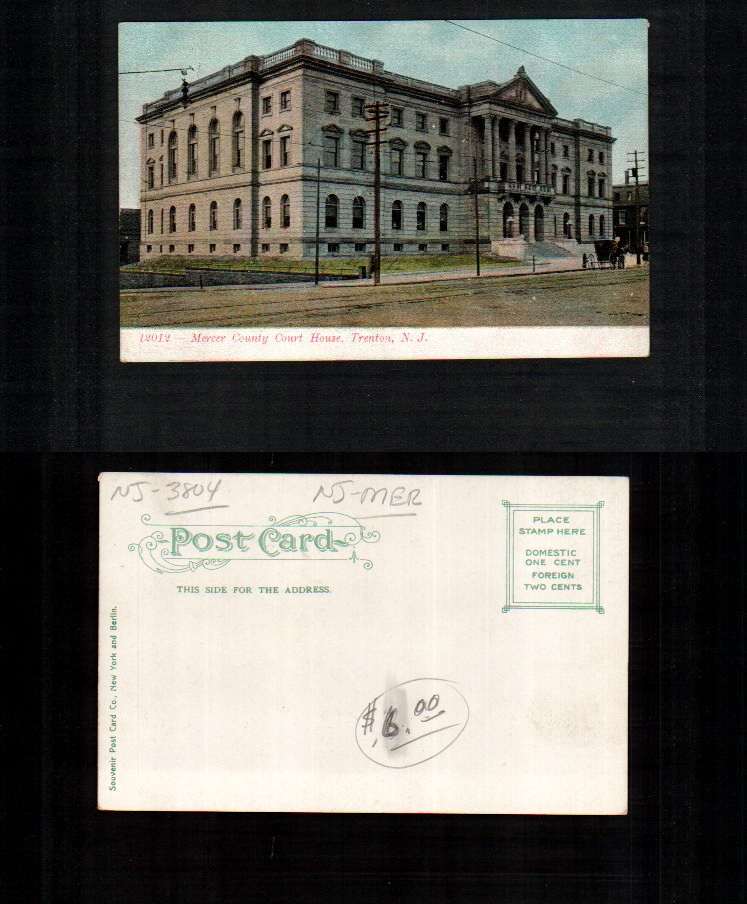 12012 — Mercer County Court House, Trenton, N. J.
NJ-3804 NJ-MER
Post Card
THIS SIDE FOR THE ADDRESS.
PLACE
STAMP HERE
DOMESTIC
ONE CENT
FOREIGN
TWO CENTS
Souvenir Post Card Co., New York and Berlin.
$6.00